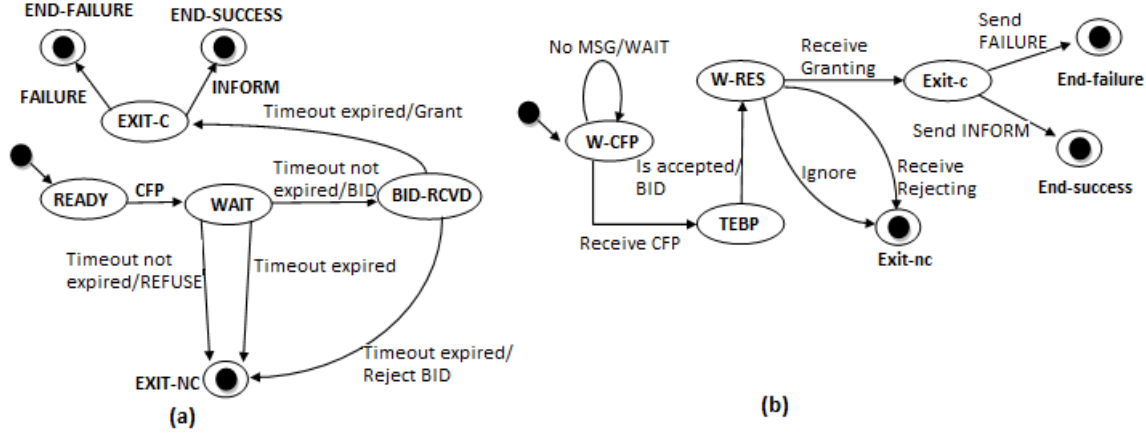 END-FAILURE
END-SUCCESS
FAILURE
INFORM
EXIT-C
Timeout expired/Grant
READY
CFP
WAIT
Timeout not
expired/BID
BID-RCVD
Timeout not
expired/REFUSE
Timeout expired
Timeout expired/
Reject BID
EXIT-NC
(a)
No MSG/WAIT
W-CFP
Receive CFP
TEBP
Is accepted/
BID
W-RES
Receive
Granting
Exit-c
Send
FAILURE
End-failure
Send INFORM
End-success
Ignore
Receive
Rejecting
Exit-nc
(b)